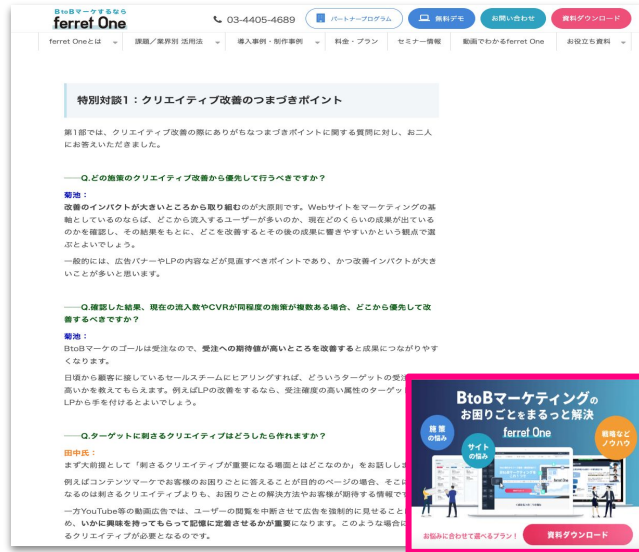 BtoBマーケするなら
ferret One
03-4405-4689
パートナープログラム
無料デモ
お問い合わせ
資料ダウンロード
ferret Oneとは
課題／業界別 活用法
導入事例・制作事例
料金・プラン
セミナー情報
動画でわかるferret One
お役立ち資料
特別対談1：クリエイティブ改善のつまづきポイント
第1部では、クリエイティブ改善の際にありがちなつまづきポイントに関する質問に対し、お二人
にお答えいただきました。
──Q.どの施策のクリエイティブ改善から優先して行うべきですか？
菊池：
改善のインパクトが大きいところから取り組むのが大原則です。Webサイトをマーケティングの基
軸としているのならば、どこから流入するユーザーが多いのか、現在どのくらいの成果が出ている
のかを確認し、その結果をもとに、どこを改善するとその後の成果に響きやすいかという観点で選
ぶとよいでしょう。
一般的には、広告バナーやLPの内容などが見直すべきポイントであり、かつ改善インパクトが大き
いことが多いと思います。
──Q.確認した結果、現在の流入数やCVRが同程度の施策が複数ある場合、どこから優先して改
善するべきですか？
菊池：
BtoBマーケのゴールは受注なので、受注への期待値が高いところを改善すると成果につながりやす
くなります。
日頃から顧客に接しているセールスチームにヒアリングすれば、どういうターゲットの受注
高いかを教えてもらえます。例えばLPの改善をするなら、受注確度の高い属性のターゲッ
LPから手を付けるとよいでしょう。
──Q.ターゲットに刺さるクリエイティブはどうしたら作れますか？
田中氏：
まず大前提として「刺さるクリエイティブが重要になる場面とはどこなのか」をお話しし
例えばコンテンツマーケでお客様のお困りごとに答えることが目的のページの場合、そこ
なるのは刺さるクリエイティブよりも、お困りごとの解決方法やお客様が期待する情報で
一方YouTube等の動画広告では、ユーザーの閲覧を中断させて広告を強制的に見せること
め、いかに興味を持ってもらって記憶に定着させるかが重要になります。このような場合に
るクリエイティブが必要となるのです。
BtoBマーケティングの
お困りごとをまるっと解決
ferret One
施策
の悩み
サイト
の悩み
戦略など
ノウハウ
お悩みに合わせて選べるプラン！
資料ダウンロード